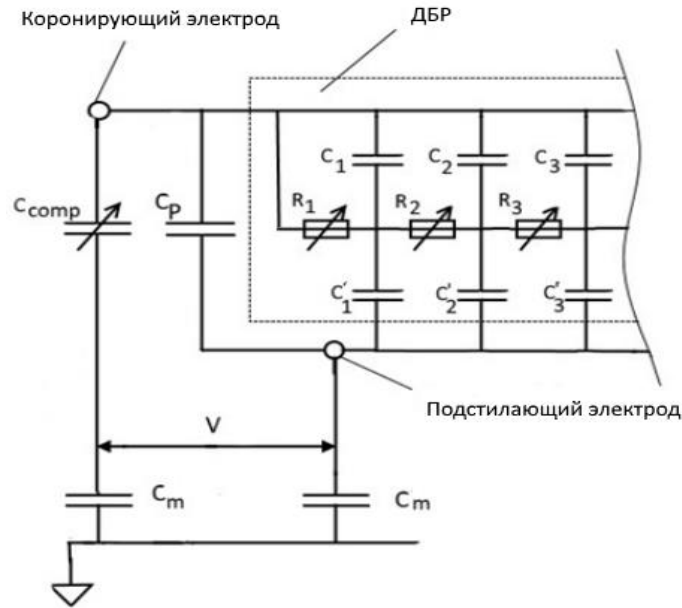 Коронирующий электрод
ДБР
C1 C2 C3
Ccomp CP R1 R2 R3
C'1 C'2 C'3
Подстилающий электрод
V
Cm Cm